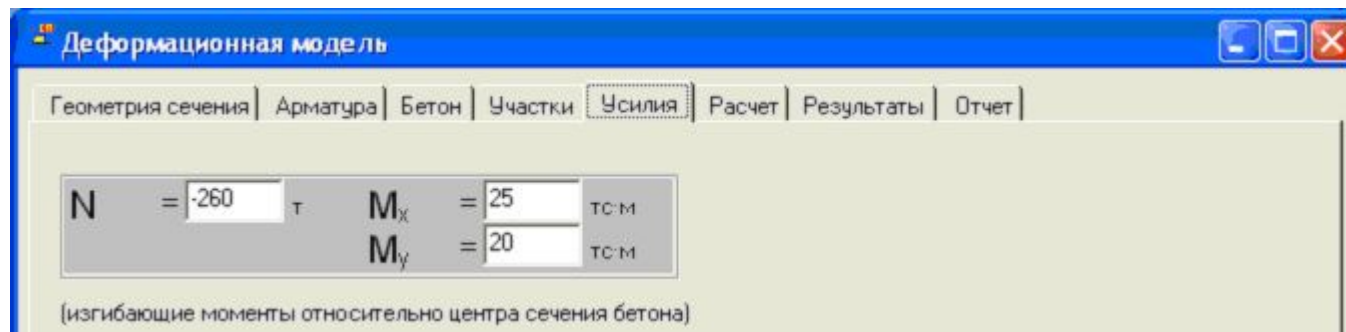 Деформационная модель
Геометрия сечения Арматура Бетон Участки Усилия Расчет Результаты Отчет
N = -260 т Mx = 25 тс·м
My = 20 тс·м
(изгибающие моменты относительно центра сечения бетона)